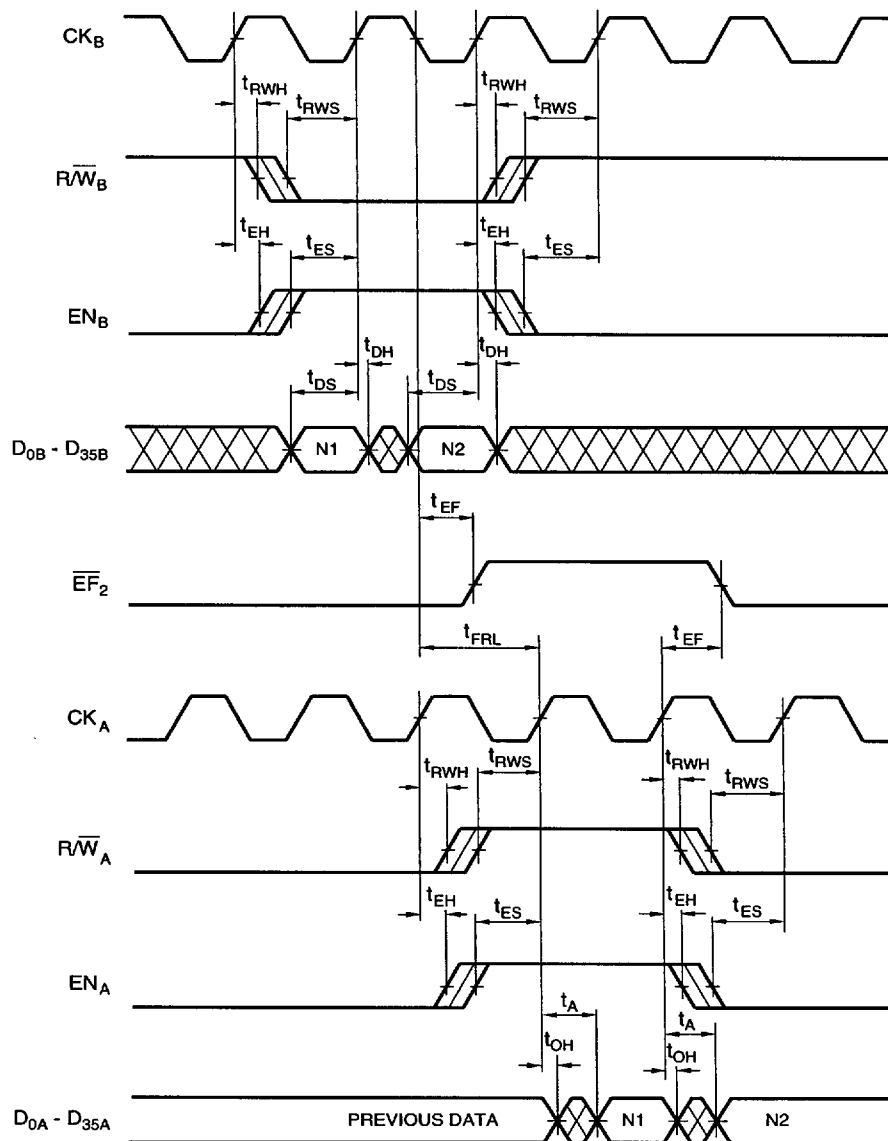 CK_B
t_RWH
t_RWS
t_RWH
t_RWS
R/W̅_B
t_EH
t_ES
t_EH
t_ES
EN_B
t_DH
t_DH
t_DS
t_DS
D_0B - D_35B
N1
N2
t_EF
E̅F̅_2
t_FRL
t_EF
CK_A
t_RWH
t_RWS
t_RWH
t_RWS
R/W̅_A
t_EH
t_ES
t_EH
t_ES
EN_A
t_A
t_A
t_OH
t_OH
D_0A - D_35A
PREVIOUS DATA
N1
N2